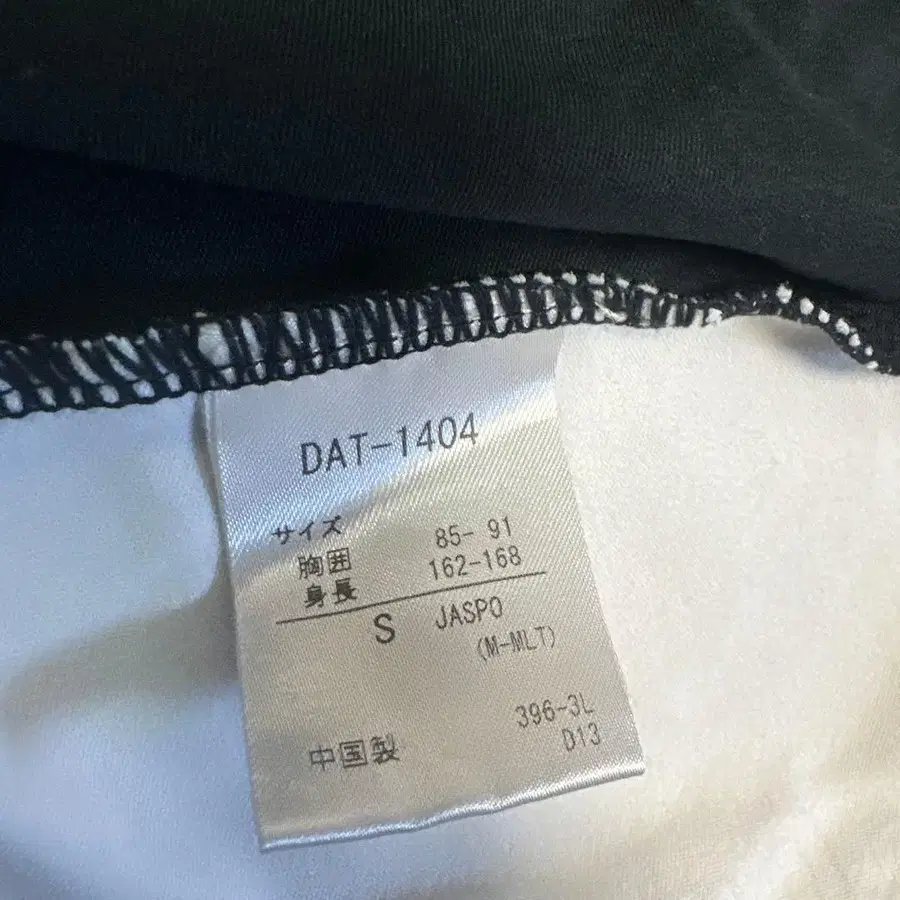 DAT-1404
サイズ
胸囲 85- 91
身長 162-168
S JASPO
(M-MLT)
396-3L
中国製 D13